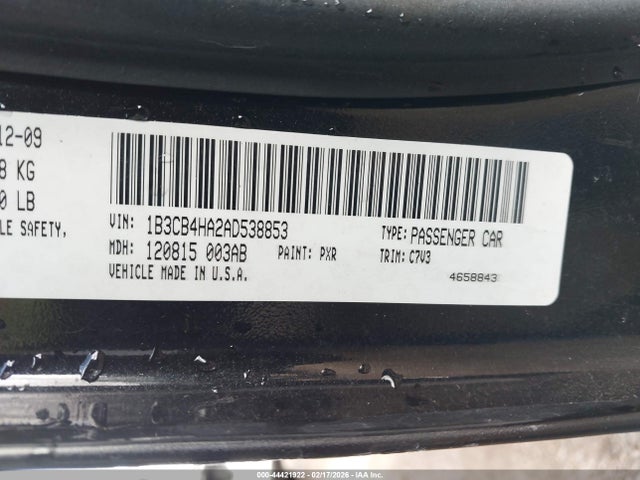 12-09
8 KG
0 LB
LE SAFETY,
VIN: 1B3CB4HA2AD538853
TYPE: PASSENGER CAR
MDH: 120815 003AB
PAINT: PXR
TRIM: C7V3
VEHICLE MADE IN U.S.A.
4658843
000-44421922 - 02/17/2026 - IAA Inc.